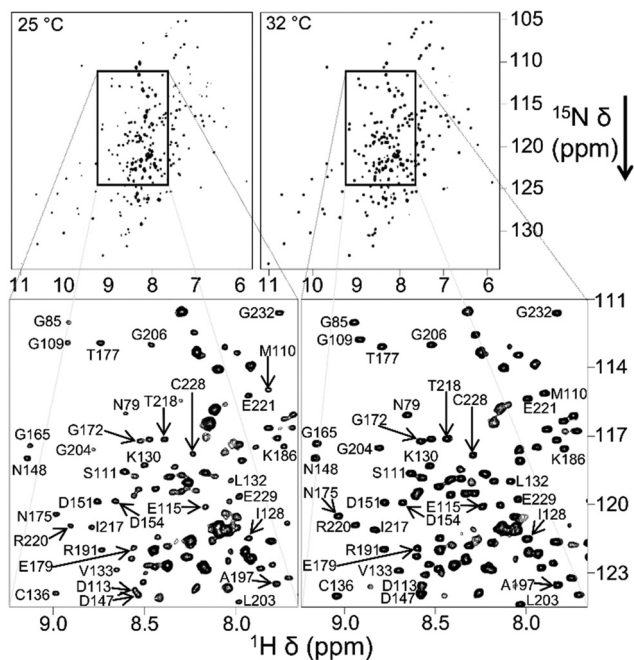 25 °C
32 °C
105
110
115
120
125
130
15N δ
(ppm)
11 10 9 8 7 6
11 10 9 8 7 6
G85
G109
T177
G206
G232
M110
C228
T218
E221
N79
G172
G165
G204
K130
K186
N148
S111
L132
E229
N175
D151
D154
E115
I128
R220
I217
R191
E179
V133
A197
C136
D113
D147
L203
9.0 8.5 8.0
G85
G109
T177
G206
G232
T218
C228
M110
E221
N79
G172
G165
G204
K130
K186
N148
S111
L132
N175
D151
D154
E115
E229
I128
R220
I217
R191
E179
V133
A197
C136
D113
D147
L203
9.0 8.5 8.0
111
114
117
120
123
1H δ (ppm)